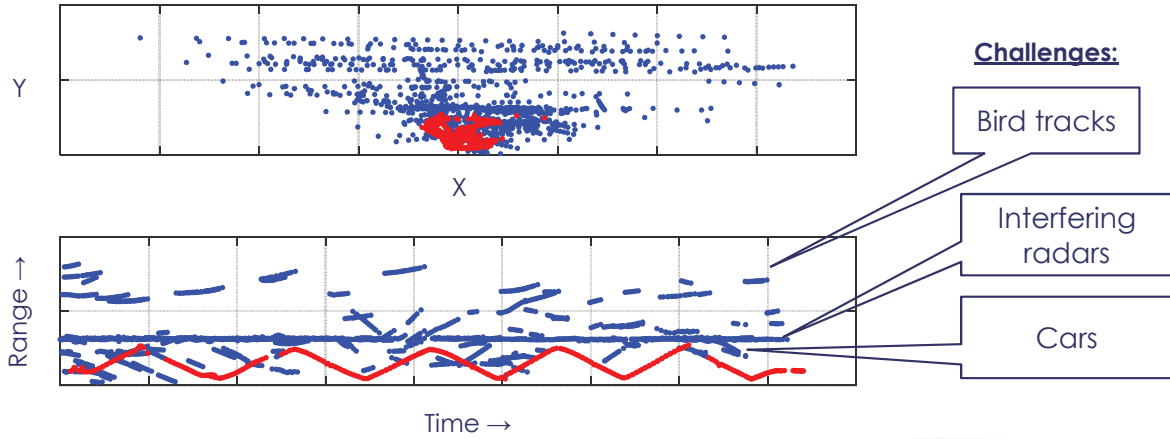 Y
X
Challenges:
Bird tracks
Interfering
radars
Cars
Range →
Time →